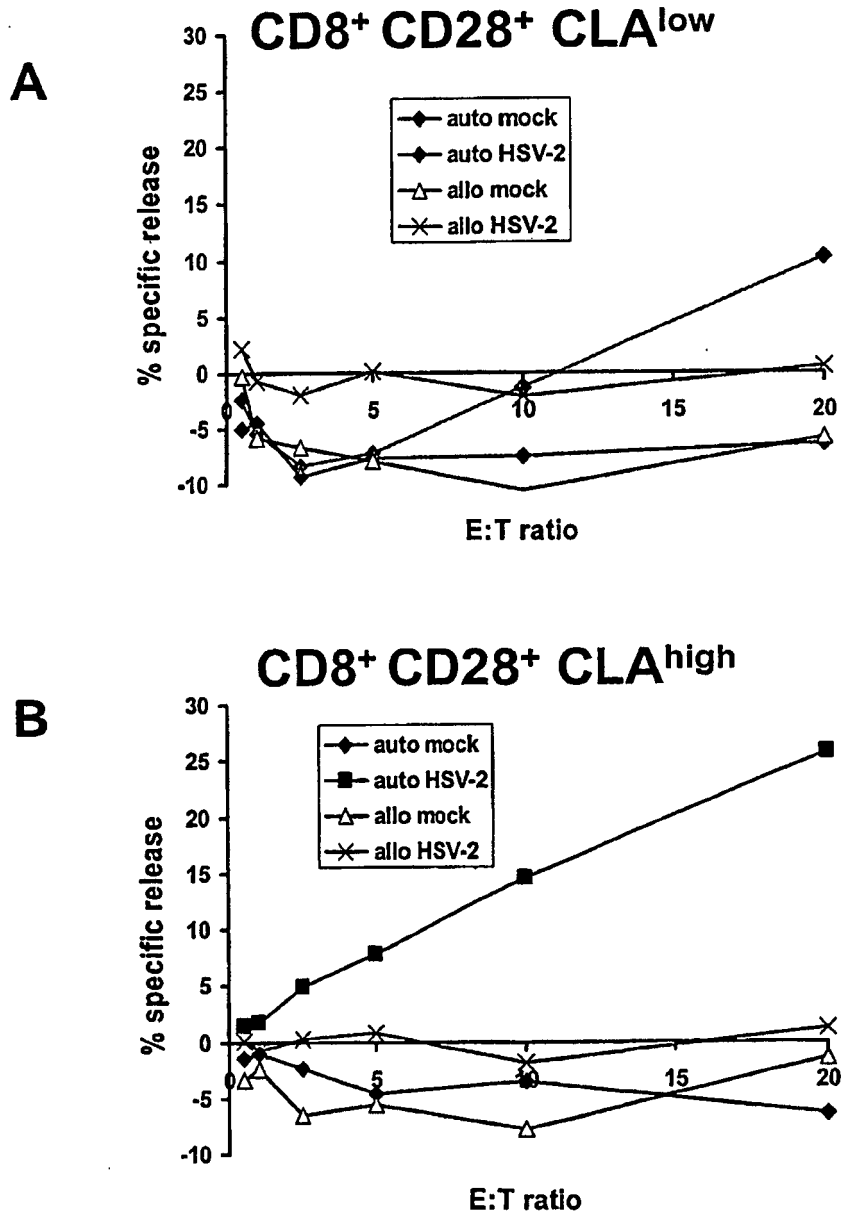 CD8+ CD28+ CLAlow
A
30
25
20
15
10
5
0
-5
-10
% specific release
auto mock
auto HSV-2
allo mock
allo HSV-2
0 5 10 15 20
E:T ratio
CD8+ CD28+ CLAhigh
B
30
25
20
15
10
5
0
-5
-10
% specific release
auto mock
auto HSV-2
allo mock
allo HSV-2
0 5 10 15 20
E:T ratio